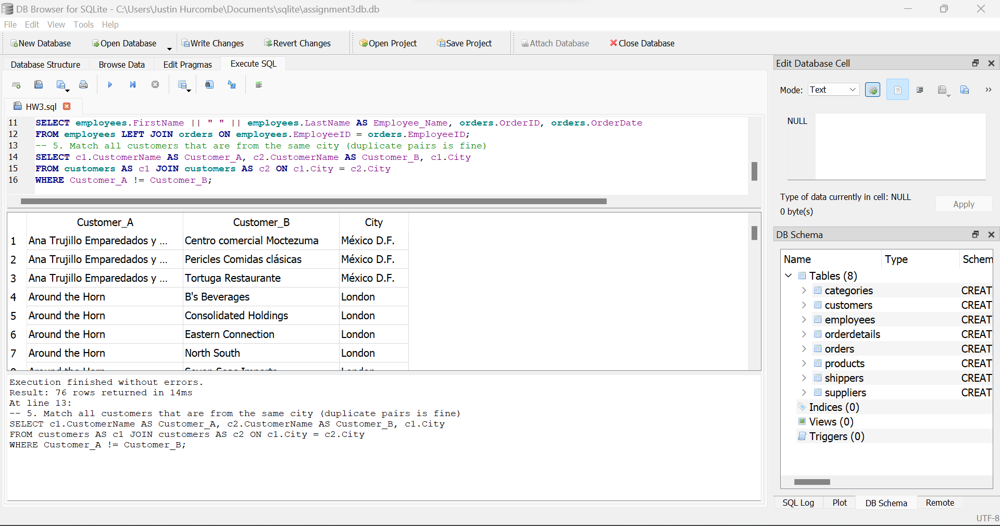 DB Browser for SQLite - C:\Users\Justin Hurcombe\Documents\sqlite\assignment3db.db
File Edit View Tools Help
New Database Open Database Write Changes Revert Changes Open Project Save Project Attach Database Close Database
Database Structure Browse Data Edit Pragmas Execute SQL
HW3.sql
11 SELECT employees.FirstName || " " || employees.LastName AS Employee_Name, orders.OrderID, orders.OrderDate
12 FROM employees LEFT JOIN orders ON employees.EmployeeID = orders.EmployeeID;
13 -- 5. Match all customers that are from the same city (duplicate pairs is fine)
14 SELECT c1.CustomerName AS Customer_A, c2.CustomerName AS Customer_B, c1.City
15 FROM customers AS c1 JOIN customers AS c2 ON c1.City = c2.City
16 WHERE Customer_A != Customer_B;
Customer_A Customer_B City
1 Ana Trujillo Emparedados y ... Centro comercial Moctezuma México D.F.
2 Ana Trujillo Emparedados y ... Pericles Comidas clásicas México D.F.
3 Ana Trujillo Emparedados y ... Tortuga Restaurante México D.F.
4 Around the Horn B's Beverages London
5 Around the Horn Consolidated Holdings London
6 Around the Horn Eastern Connection London
7 Around the Horn North South London
Execution finished without errors.
Result: 76 rows returned in 14ms
At line 13:
-- 5. Match all customers that are from the same city (duplicate pairs is fine)
SELECT c1.CustomerName AS Customer_A, c2.CustomerName AS Customer_B, c1.City
FROM customers AS c1 JOIN customers AS c2 ON c1.City = c2.City
WHERE Customer_A != Customer_B;
Edit Database Cell
Mode: Text
NULL
Type of data currently in cell: NULL
0 byte(s)
Apply
DB Schema
Name Type Schem
Tables (8)
categories CREAT
customers CREAT
employees CREAT
orderdetails CREAT
orders CREAT
products CREAT
shippers CREAT
suppliers CREAT
Indices (0)
Views (0)
Triggers (0)
SQL Log Plot DB Schema Remote
UTF-8